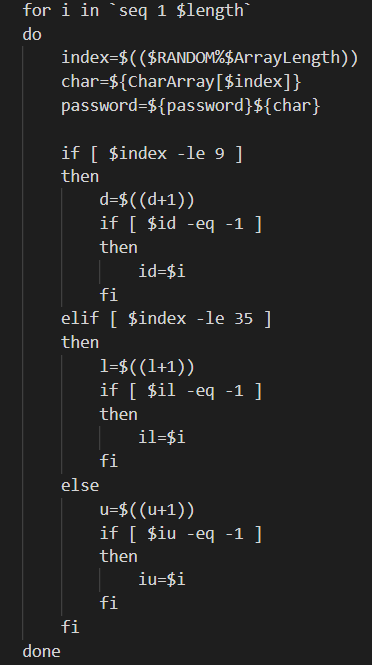 for i in `seq 1 $length`
do
    index=$(($RANDOM%$ArrayLength))
    char=${CharArray[$index]}
    password=${password}${char}

    if [ $index -le 9 ]
    then
        d=$((d+1))
        if [ $id -eq -1 ]
        then
            id=$i
        fi
    elif [ $index -le 35 ]
    then
        l=$((l+1))
        if [ $il -eq -1 ]
        then
            il=$i
        fi
    else
        u=$((u+1))
        if [ $iu -eq -1 ]
        then
            iu=$i
        fi
    fi
done